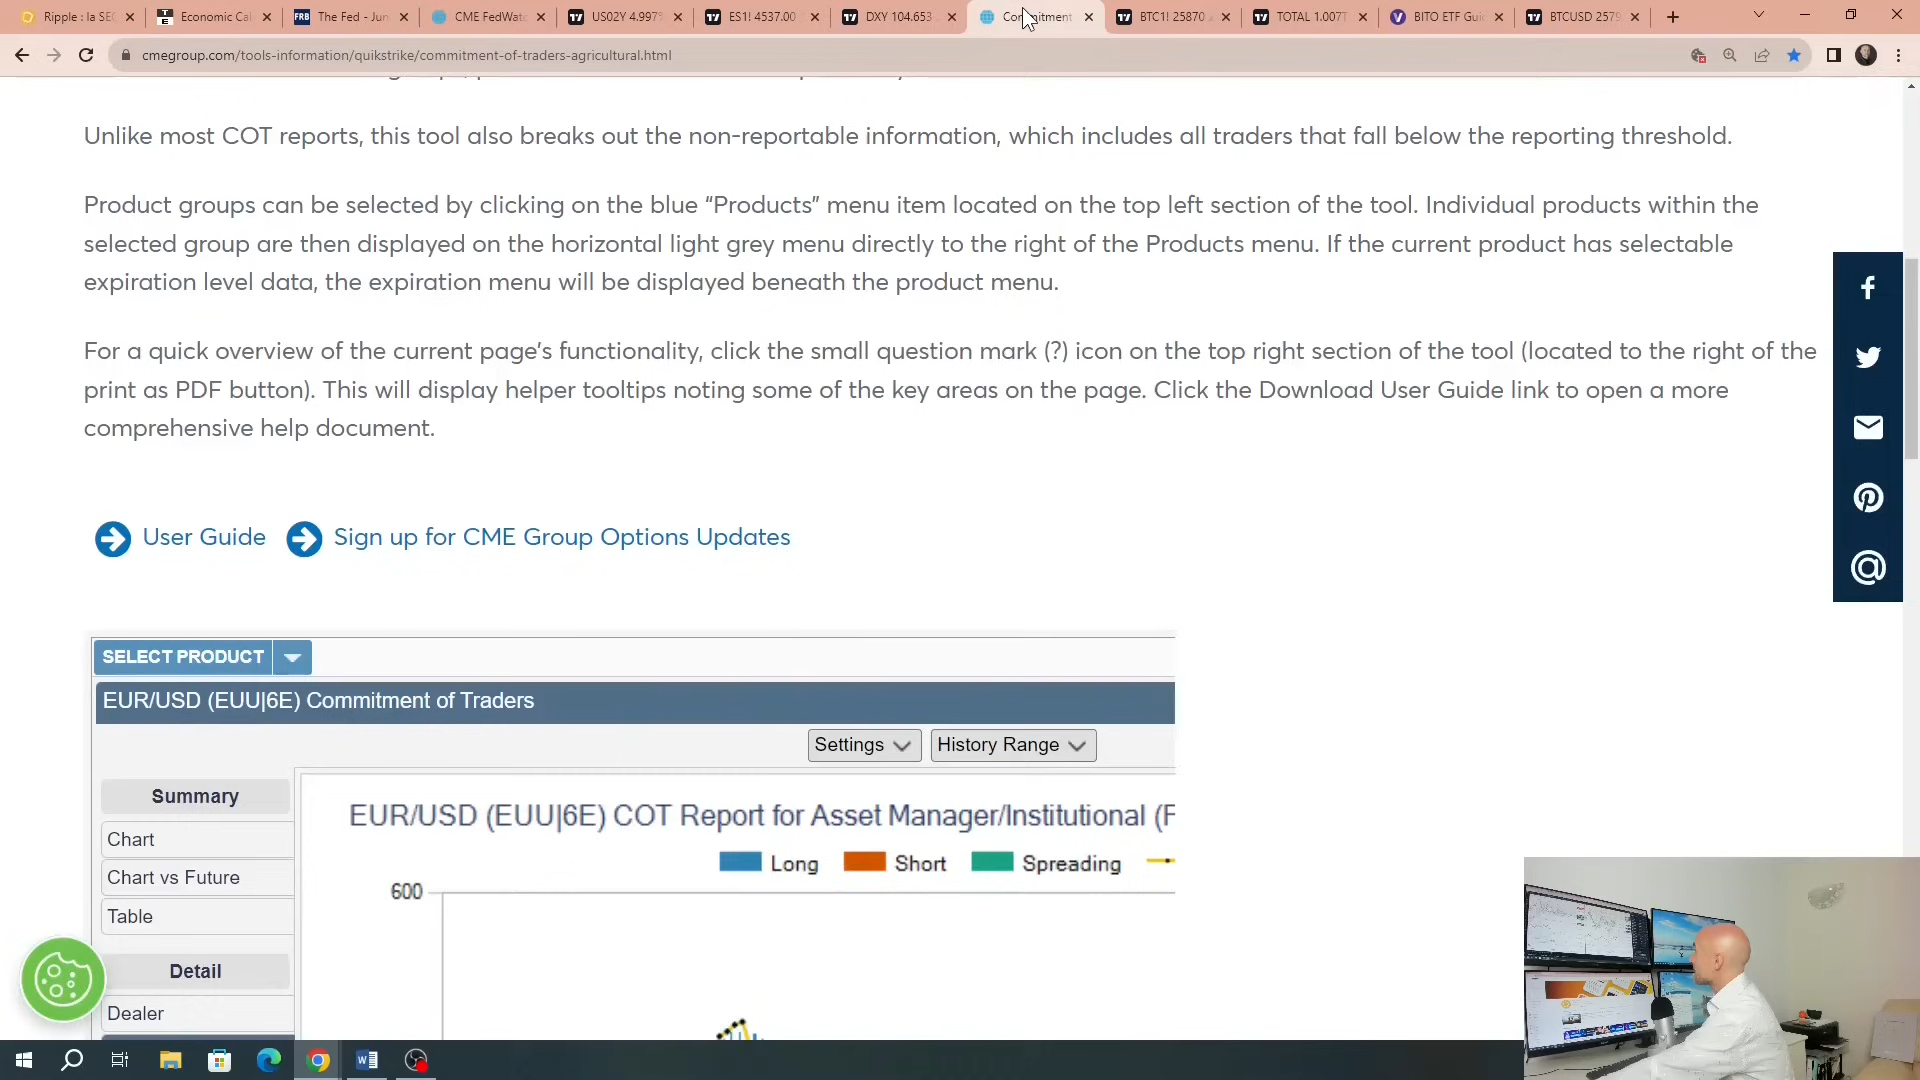 Ripple : la SEC
Economic Cal
The Fed - Jun
CME FedWat
US02Y 4.997
ES1! 4537.00
DXY 104.653
Commitment
BTC1! 25870
TOTAL 1.007T
BITO ETF Gui
BTCUSD 2579
cmegroup.com/tools-information/quikstrike/commitment-of-traders-agricultural.html
Unlike most COT reports, this tool also breaks out the non-reportable information, which includes all traders that fall below the reporting threshold.
Product groups can be selected by clicking on the blue “Products” menu item located on the top left section of the tool. Individual products within the
selected group are then displayed on the horizontal light grey menu directly to the right of the Products menu. If the current product has selectable
expiration level data, the expiration menu will be displayed beneath the product menu.
For a quick overview of the current page’s functionality, click the small question mark (?) icon on the top right section of the tool (located to the right of the
print as PDF button). This will display helper tooltips noting some of the key areas on the page. Click the Download User Guide link to open a more
comprehensive help document.
User Guide Sign up for CME Group Options Updates
SELECT PRODUCT
EUR/USD (EUU|6E) Commitment of Traders
Settings History Range
Summary
Chart
Chart vs Future
Table
Detail
Dealer
EUR/USD (EUU|6E) COT Report for Asset Manager/Institutional (F
Long Short Spreading
600